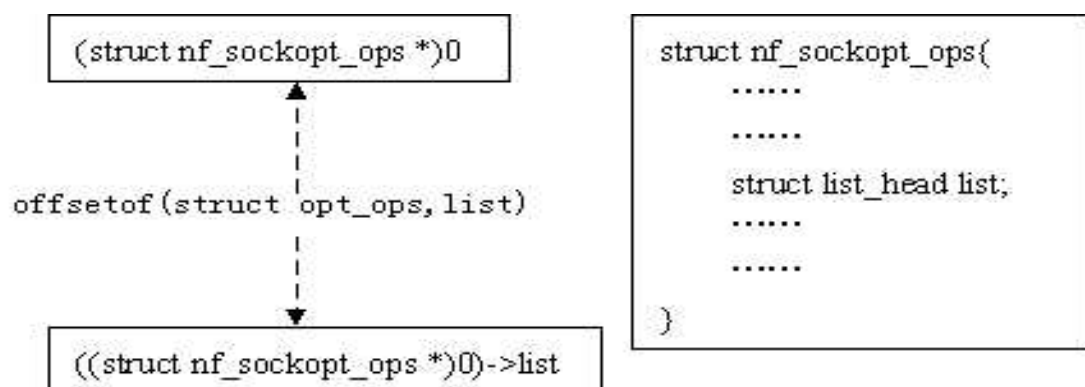 (struct nf_sockopt_ops *)0
offsetof(struct opt_ops,list)
((struct nf_sockopt_ops *)0)->list
struct nf_sockopt_ops{
……
……
struct list_head list;
……
……
}